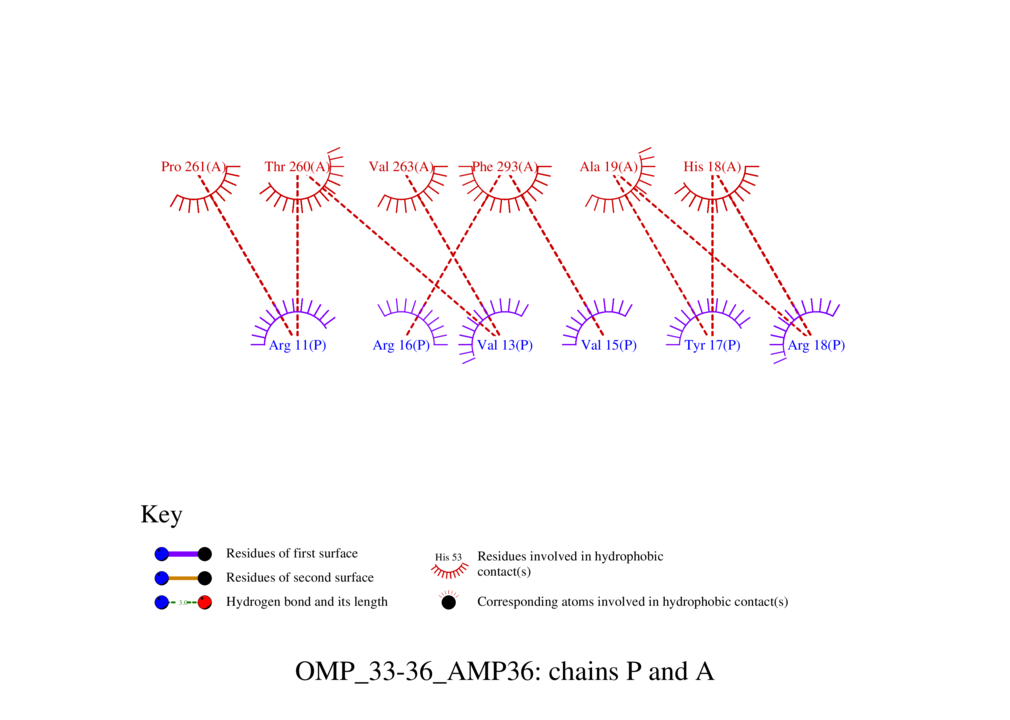 Pro 261(A) Thr 260(A) Val 263(A) Phe 293(A) Ala 19(A) His 18(A)
Arg 11(P) Arg 16(P) Val 13(P) Val 15(P) Tyr 17(P) Arg 18(P)
Key
Residues of first surface
Residues of second surface
3.0
Hydrogen bond and its length
His 53
Residues involved in hydrophobic
contact(s)
Corresponding atoms involved in hydrophobic contact(s)
OMP_33-36_AMP36: chains P and A